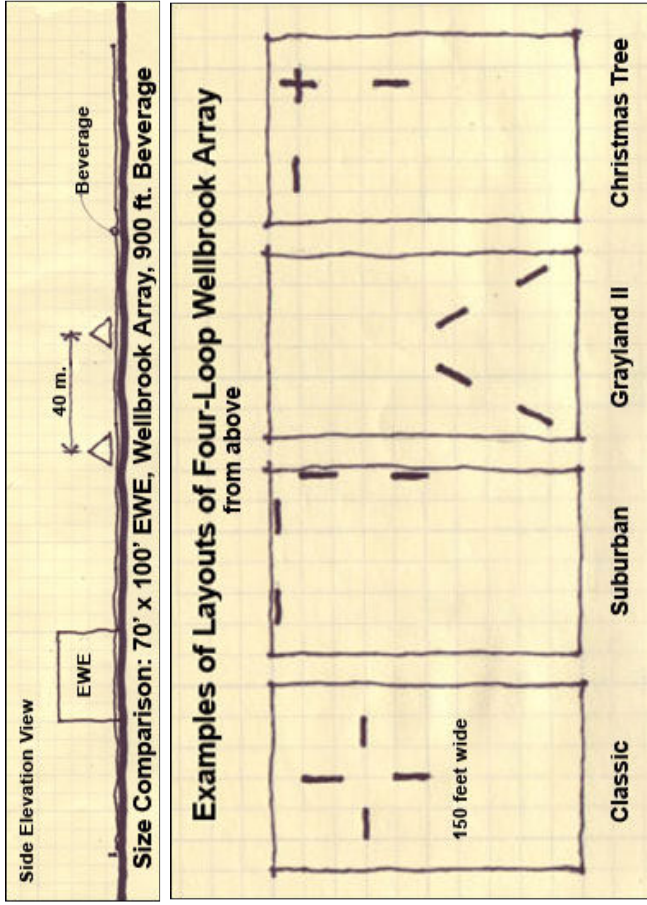 Side Elevation View
EWE
40 m.
Beverage
Size Comparison: 70' x 100' EWE, Wellbrook Array, 900 ft. Beverage
Examples of Layouts of Four-Loop Wellbrook Array
from above
150 feet wide
Classic
Suburban
Grayland II
Christmas Tree